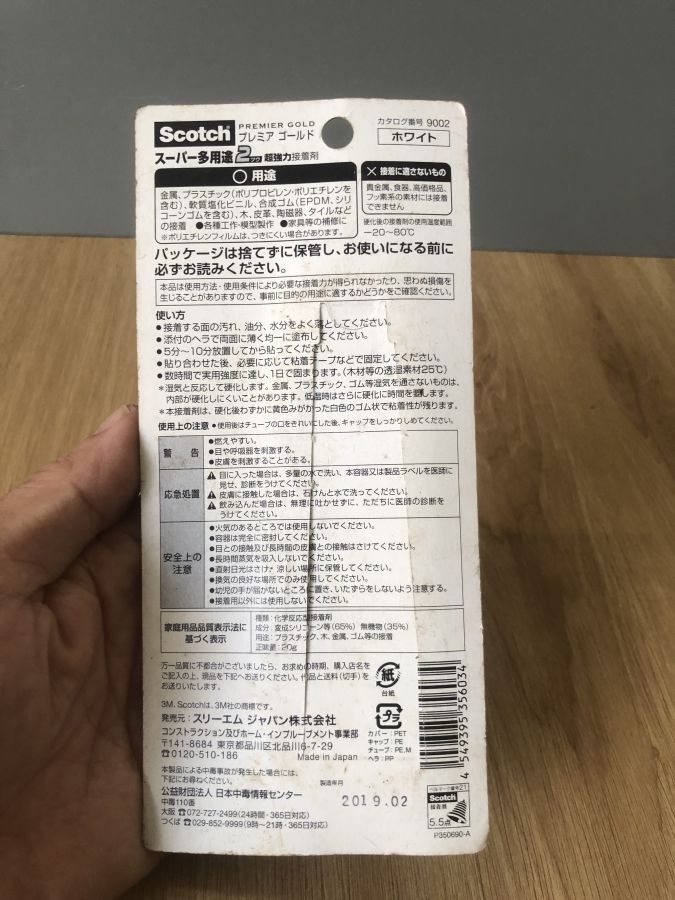 Scotch PREMIER GOLD プレミア ゴールド
カタログ番号 9002
ホワイト
スーパー多用途2 超強力接着剤
○ 用途
金属、プラスチック(ポリプロピレン・ポリエチレンを
含む)、軟質塩化ビニル、合成ゴム(EPDM、シリ
コーンゴムを含む)、木、皮革、陶磁器、タイルなど
の接着 ●各種工作・模型製作 ●家具等の補修に
※ポリエチレンフィルムは、つきにくい場合があります。
× 接着に適さないもの
貴金属、食器、高価格品、
フッ素系の素材には接着
できません
硬化後の接着剤の使用温度範囲
−20~80℃
パッケージは捨てずに保管し、お使いになる前に
必ずお読みください。
本品は使用方法・使用条件により必要な接着力が得られなかったり、思わぬ損傷を
生じることがありますので、事前に目的の用途に適するかどうかをご確認ください。
使い方
●接着する面の汚れ、油分、水分をよく落としてください。
●添付のヘラで両面に薄く均一に塗布してください。
●5分~10分放置してから貼ってください。
●貼り合わせた後、必要に応じて粘着テープなどで固定してください。
●数時間で実用強度に達し、1日で固まります。(木材等の透湿素材25℃)
*湿気と反応して硬化します。金属、プラスチック、ゴム等湿気を通さないものは、
内部が硬化しにくいことがあります。低温時はさらに硬化に時間を要します。
*本接着剤は、硬化後わずかに黄色みがかった白色のゴム状で粘着性が残ります。
使用上の注意 ●使用後はチューブの口をきれいにした後、キャップをしっかりしめてください。
警 告
●燃えやすい。
●目や呼吸器を刺激する。
●皮膚を刺激することがある。
応急処置
⚠ 目に入った場合は、多量の水で洗い、本容器又は製品ラベルを医師に
見せ、診断をうけてください。
⚠ 皮膚に接触した場合は、石けんと水で洗ってください。
⚠ 飲み込んだ場合は、無理に吐かせずに、ただちに医師の診断を
うけてください。
安全上の
注意
●火気のあるところでは使用しないでください。
●容器は完全に密封してください。
●目との接触及び長時間の皮膚との接触はさけてください。
●長時間蒸気を吸入しないでください。
●直射日光はさけ、涼しい場所に保管してください。
●換気の良好な場所でのみ使用してください。
●幼児の手が届かないところに置き、いたずらをしないよう注意する。
●接着用以外には使用しないでください。
家庭用品品質表示法に
基づく表示
種類:化学反応型接着剤
成分:変成シリコーン等(65%) 無機物(35%)
用途:プラスチック、木、金属、ゴム等の接着
正味量:20g
万一品質に不都合がございましたら、お求めの時期、購入店名を
ご記入の上、現品を下記へお送りください。代品と送料(切手)を
お送りいたします。
紙
台紙
3M、Scotchは、3M社の商標です。
発売元:スリーエム ジャパン株式会社
コンストラクション及びホーム・インプルーブメント事業部
〒141-8684 東京都品川区北品川6-7-29
☎0120-510-186 Made in Japan
プラ
カバー:PET
キャップ:PE
チューブ:PE,M
ヘラ:PP
4 549395 356034
本製品による中毒事故が発生した場合には、
下記にお尋ねください。
公益財団法人 日本中毒情報センター
中毒110番
大阪 ☎072-727-2499(24時間・365日対応)
つくば ☎029-852-9999(9時~21時・365日対応)
製造年月
2019.02
ベルマーク番号21
Scotch
接着剤
5.5点
P350690-A